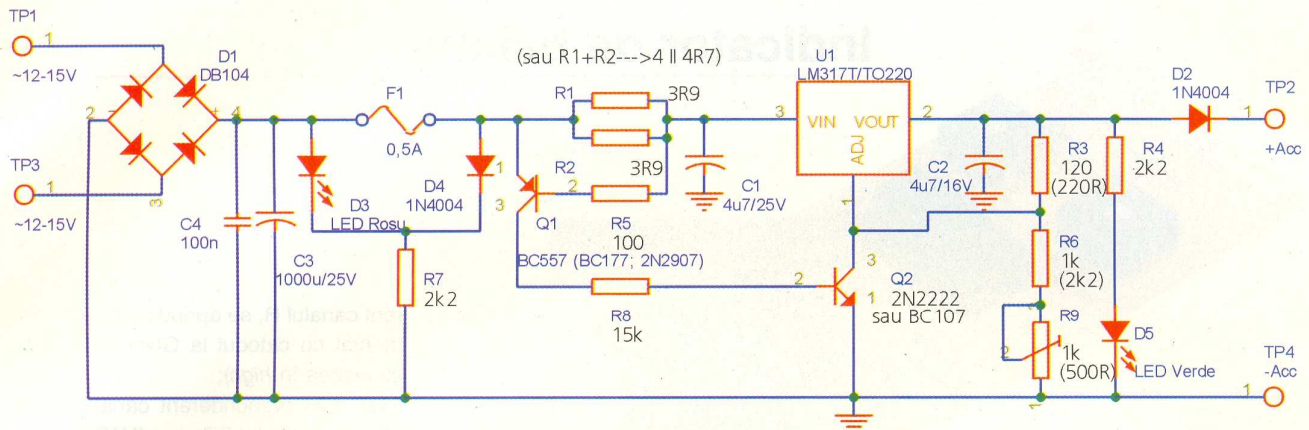 TP1
1
~12-15V
D1
DB104
2
-
+
4
3
TP3
1
~12-15V
C4
100n
C3
1000u/25V
F1
0,5A
D3
LED Rosu
D4
1N4004
R7
2k2
(sau R1+R2--->4 || 4R7)
R1
3R9
R2
3R9
1
2
3
Q1
BC557 (BC177; 2N2907)
R5
100
R8
15k
C1
4u7/25V
U1
LM317T/TO220
3
VIN
VOUT
2
ADJ
1
2
3
1
Q2
2N2222
sau BC107
C2
4u7/16V
R3
120
(220R)
R4
2k2
R6
1k
(2k2)
1
2
R9
1k
(500R)
1
D5
LED Verde
D2
1N4004
1
TP2
+Acc
TP4
-Acc
1